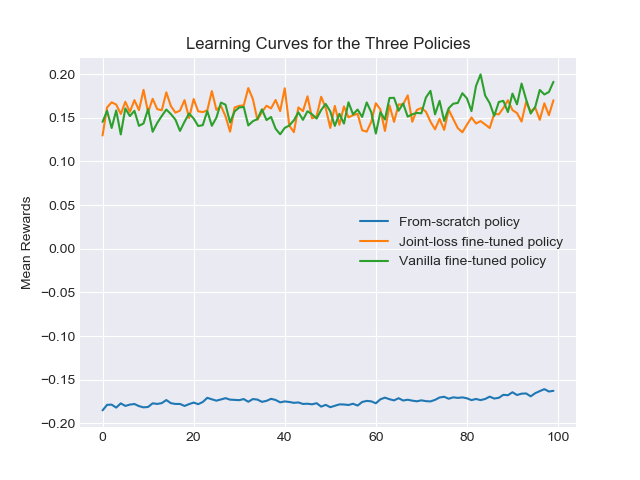 Learning Curves for the Three Policies
Mean Rewards
0.20
0.15
0.10
0.05
0.00
−0.05
−0.10
−0.15
−0.20
From-scratch policy
Joint-loss fine-tuned policy
Vanilla fine-tuned policy
0 20 40 60 80 100